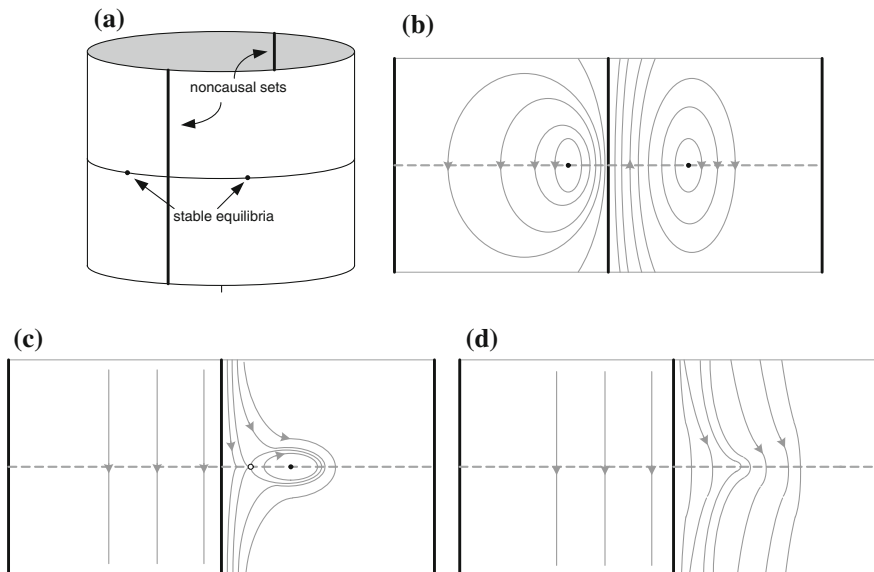 (a)
noncausal sets
stable equilibria
(b)
(c)
(d)